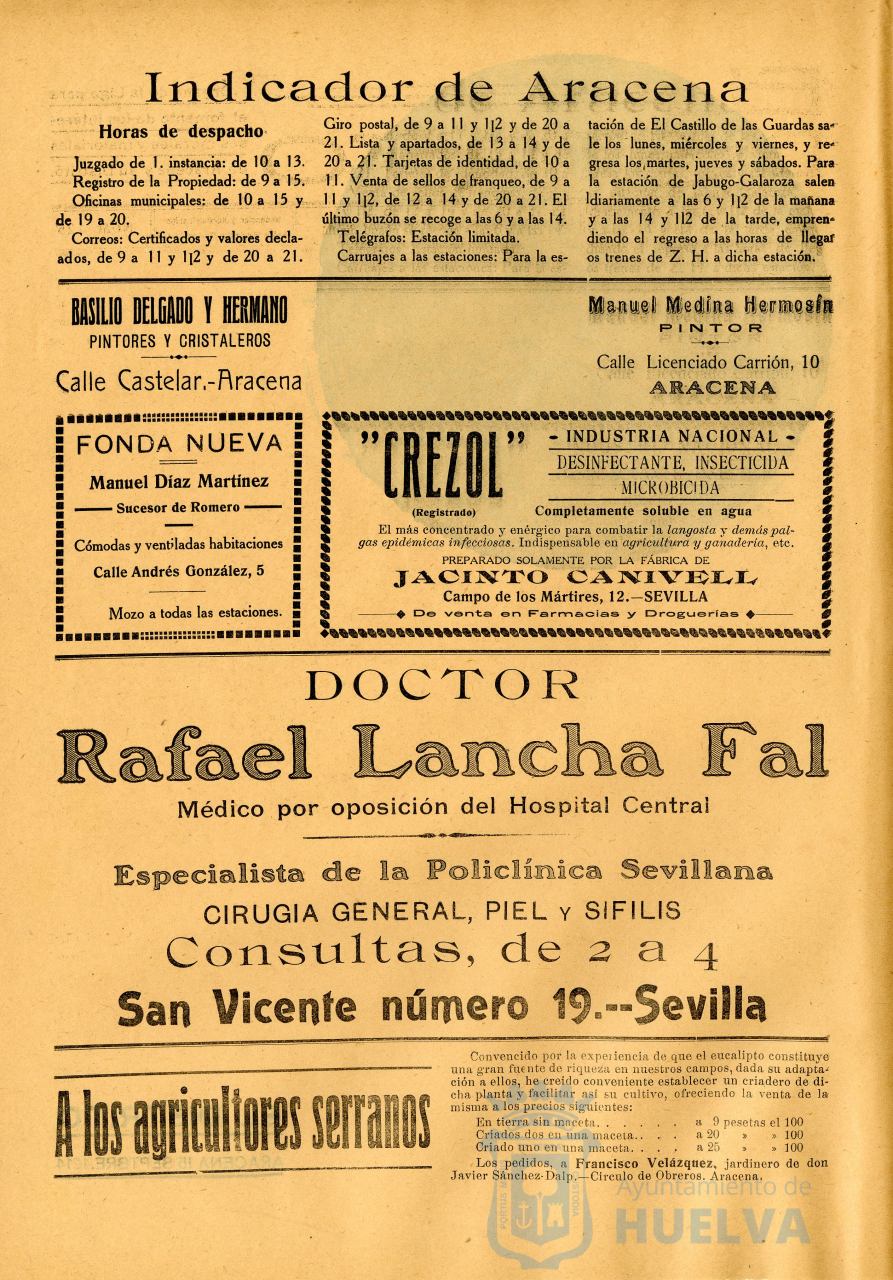 Indicador de Aracena
Horas de despacho
Juzgado de 1. instancia: de 10 a 13.
Registro de la Propiedad: de 9 a 15.
Oficinas municipales: de 10 a 15 y
de 19 a 20.
Correos: Certificados y valores decla-
ados, de 9 a 11 y 1|2 y de 20 a 21.
Giro postal, de 9 a 11 y 1|2 y de 20 a
21. Lista y apartados, de 13 a 14 y de
20 a 21. Tarjetas de identidad, de 10 a
11. Venta de sellos de franqueo, de 9 a
11 y 1|2, de 12 a 14 y de 20 a 21. El
último buzón se recoge a las 6 y a las 14.
Telégrafos: Estación limitada.
Carruajes a las estaciones: Para la es-
tación de El Castillo de las Guardas sa-
le los lunes, miércoles y viernes, y re-
gresa los martes, jueves y sábados. Para
la estación de Jabugo-Galaroza salen
diariamente a las 6 y 1|2 de la mañana
y a las 14 y 1|2 de la tarde, empren-
diendo el regreso a las horas de llegar
os trenes de Z. H. a dicha estación.
BASILIO DELGADO Y HERMANO
PINTORES Y CRISTALEROS
Calle Castelar.-Aracena
Manuel Medina Hermosín
PINTOR
Calle Licenciado Carrión, 10
ARACENA
FONDA NUEVA
Manuel Díaz Martínez
Sucesor de Romero
Cómodas y ventiladas habitaciones
Calle Andrés González, 5
Mozo a todas las estaciones.
"CREZOL"
(Registrado)
- INDUSTRIA NACIONAL -
DESINFECTANTE, INSECTICIDA
MICROBICIDA
Completamente soluble en agua
El más concentrado y enérgico para combatir la langosta y demás pal-
gas epidémicas infecciosas. Indispensable en agricultura y ganadería, etc.
PREPARADO SOLAMENTE POR LA FÁBRICA DE
JACINTO CANIVELL
Campo de los Mártires, 12.—SEVILLA
De venta en Farmacias y Droguerías
DOCTOR
Rafael Lancha Fal
Médico por oposición del Hospital Central
Especialista de la Policlínica Sevillana
CIRUGIA GENERAL, PIEL Y SIFILIS
Consultas, de 2 a 4
San Vicente número 19.--Sevilla
A los agricultores serranos
Convencido por la experiencia de que el eucalipto constituye
una gran fuente de riqueza en nuestros campos, dada su adapta-
ción a ellos, he creido conveniente establecer un criadero de di-
cha planta y facilitar así su cultivo, ofreciendo la venta de la
misma a los precios siguientes:
En tierra sin maceta. . . . . . a 9 pesetas el 100
Criados dos en una maceta. . . . a 20 » » 100
Criado uno en una maceta. . . . a 25 » » 100
Los pedidos, a Francisco Velázquez, jardinero de don
Javier Sánchez-Dalp.—Círculo de Obreros. Aracena.
Ayuntamiento de
HUELVA